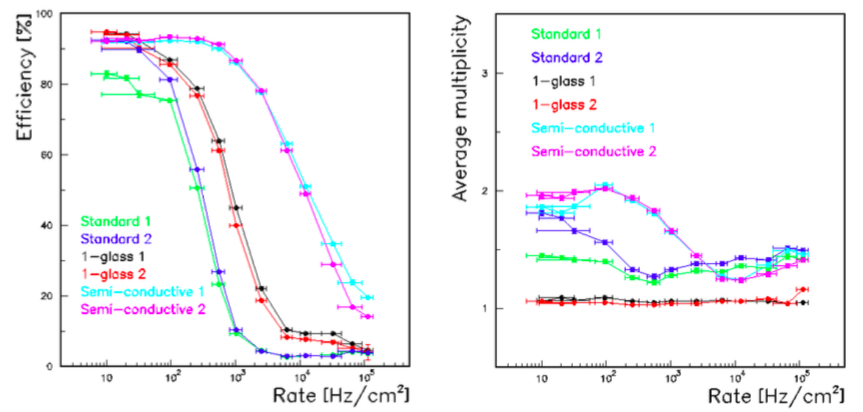 Efficiency [%]
100
80
60
40
20
0
Standard 1
Standard 2
1-glass 1
1-glass 2
Semi-conductive 1
Semi-conductive 2
10
10²
10³
10⁴
10⁵
Rate [Hz/cm²]
Average multiplicity
3
2
1
Standard 1
Standard 2
1-glass 1
1-glass 2
Semi-conductive 1
Semi-conductive 2
10
10²
10³
10⁴
10⁵
Rate [Hz/cm²]